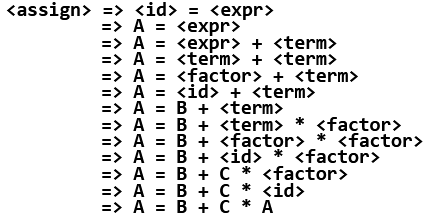 <assign> => <id> = <expr>
=> A = <expr>
=> A = <expr> + <term>
=> A = <term> + <term>
=> A = <factor> + <term>
=> A = <id> + <term>
=> A = B + <term>
=> A = B + <term> * <factor>
=> A = B + <factor> * <factor>
=> A = B + <id> * <factor>
=> A = B + C * <factor>
=> A = B + C * <id>
=> A = B + C * A